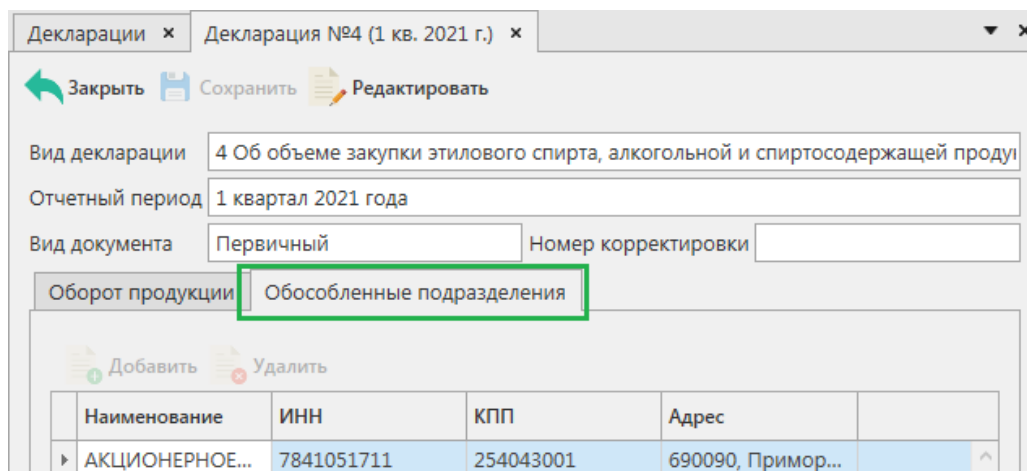 Декларации × Декларация №4 (1 кв. 2021 г.) ×
Закрыть Сохранить Редактировать
Вид декларации 4 Об объеме закупки этилового спирта, алкогольной и спиртосодержащей
Отчетный период 1 квартал 2021 года
Вид документа Первичный Номер корректировки
Оборот продукции Обособленные подразделения
Добавить Удалить
Наименование ИНН КПП Адрес
АКЦИОНЕРНОЕ... 7841051711 254043001 690090, Примор...